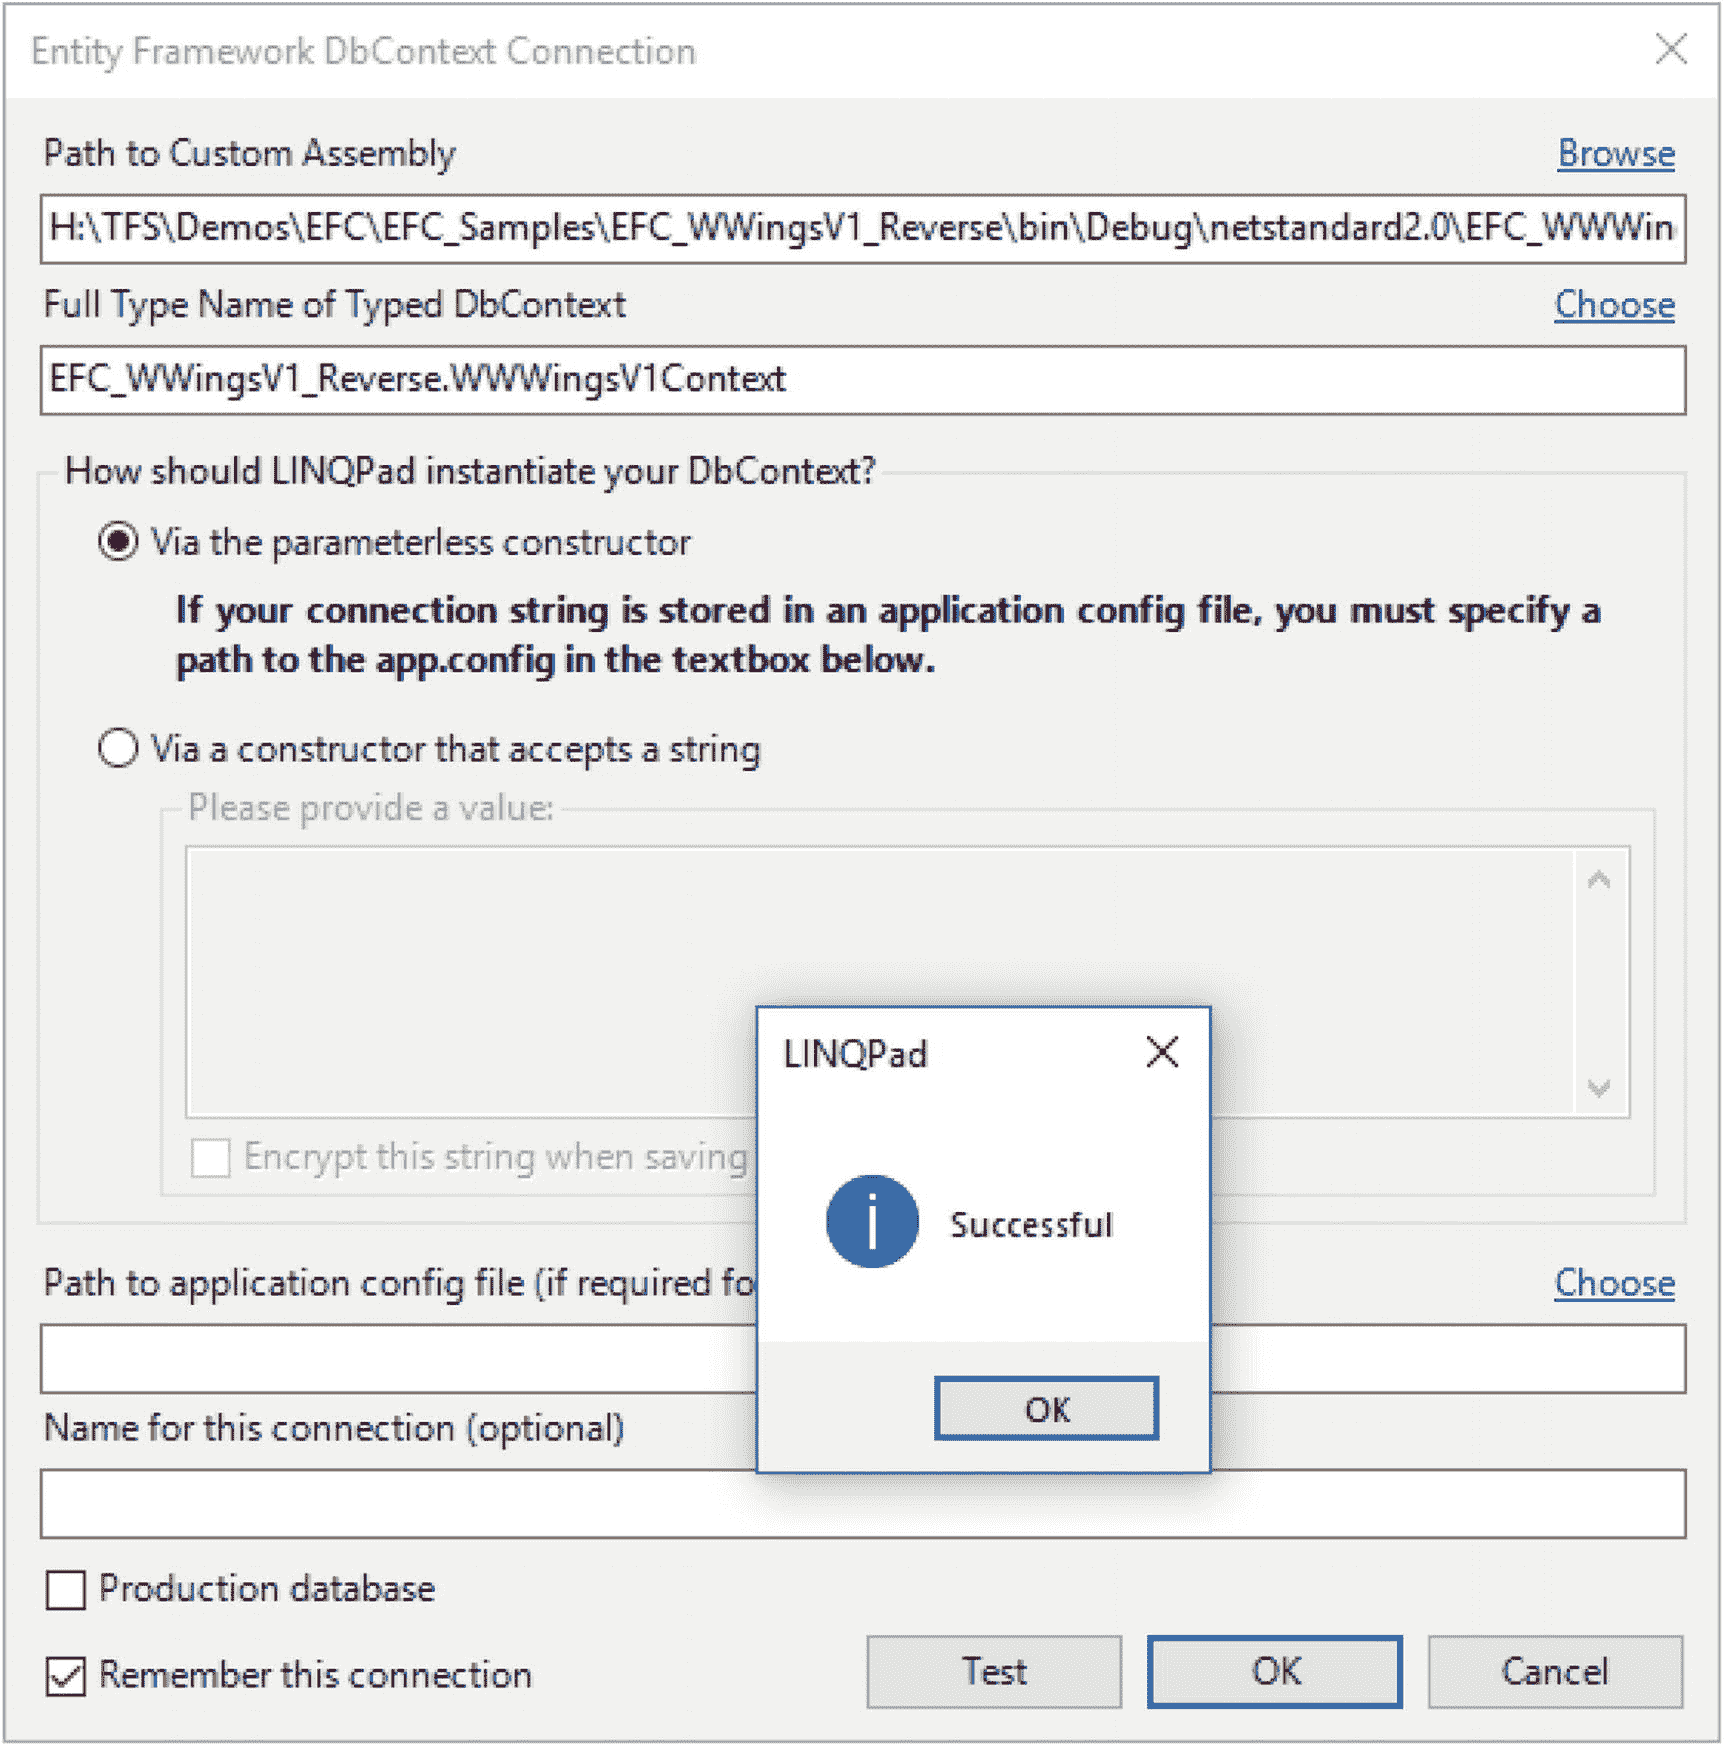 Entity Framework DbContext Connection
Path to Custom Assembly Browse
H:\TFS\Demos\EFC\EFC_Samples\EFC_WWingsV1_Reverse\bin\Debug\netstandard2.0\EFC_WWWin
Full Type Name of Typed DbContext Choose
EFC_WWingsV1_Reverse.WWWingsV1Context
How should LINQPad instantiate your DbContext?
Via the parameterless constructor
If your connection string is stored in an application config file, you must specify a
path to the app.config in the textbox below.
Via a constructor that accepts a string
Please provide a value:
LINQPad
Encrypt this string when saving
Successful
Path to application config file (if required fo Choose
OK
Name for this connection (optional)
Production database
Remember this connection
Test OK Cancel